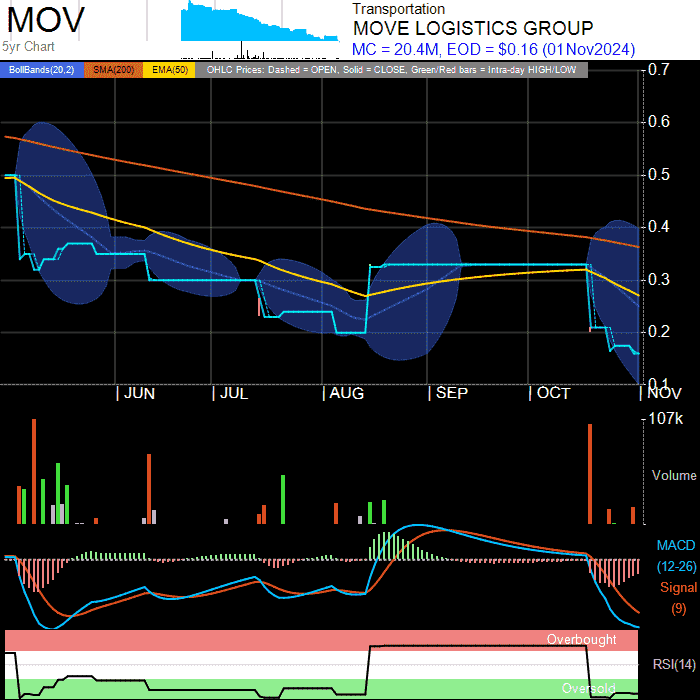 MOV
5yr Chart
Transportation
MOVE LOGISTICS GROUP
MC = 20.4M, EOD = $0.16 (01Nov2024)
BollBands(20,2) SMA(200) EMA(50) OHLC Prices: Dashed = OPEN, Solid = CLOSE, Green/Red bars = Intra-day HIGH/LOW
0.7
0.6
0.5
0.4
0.3
0.2
0.1
JUN JUL AUG SEP OCT NOV
107k
Volume
MACD
(12-26)
Signal
(9)
Overbought
RSI(14)
Oversold